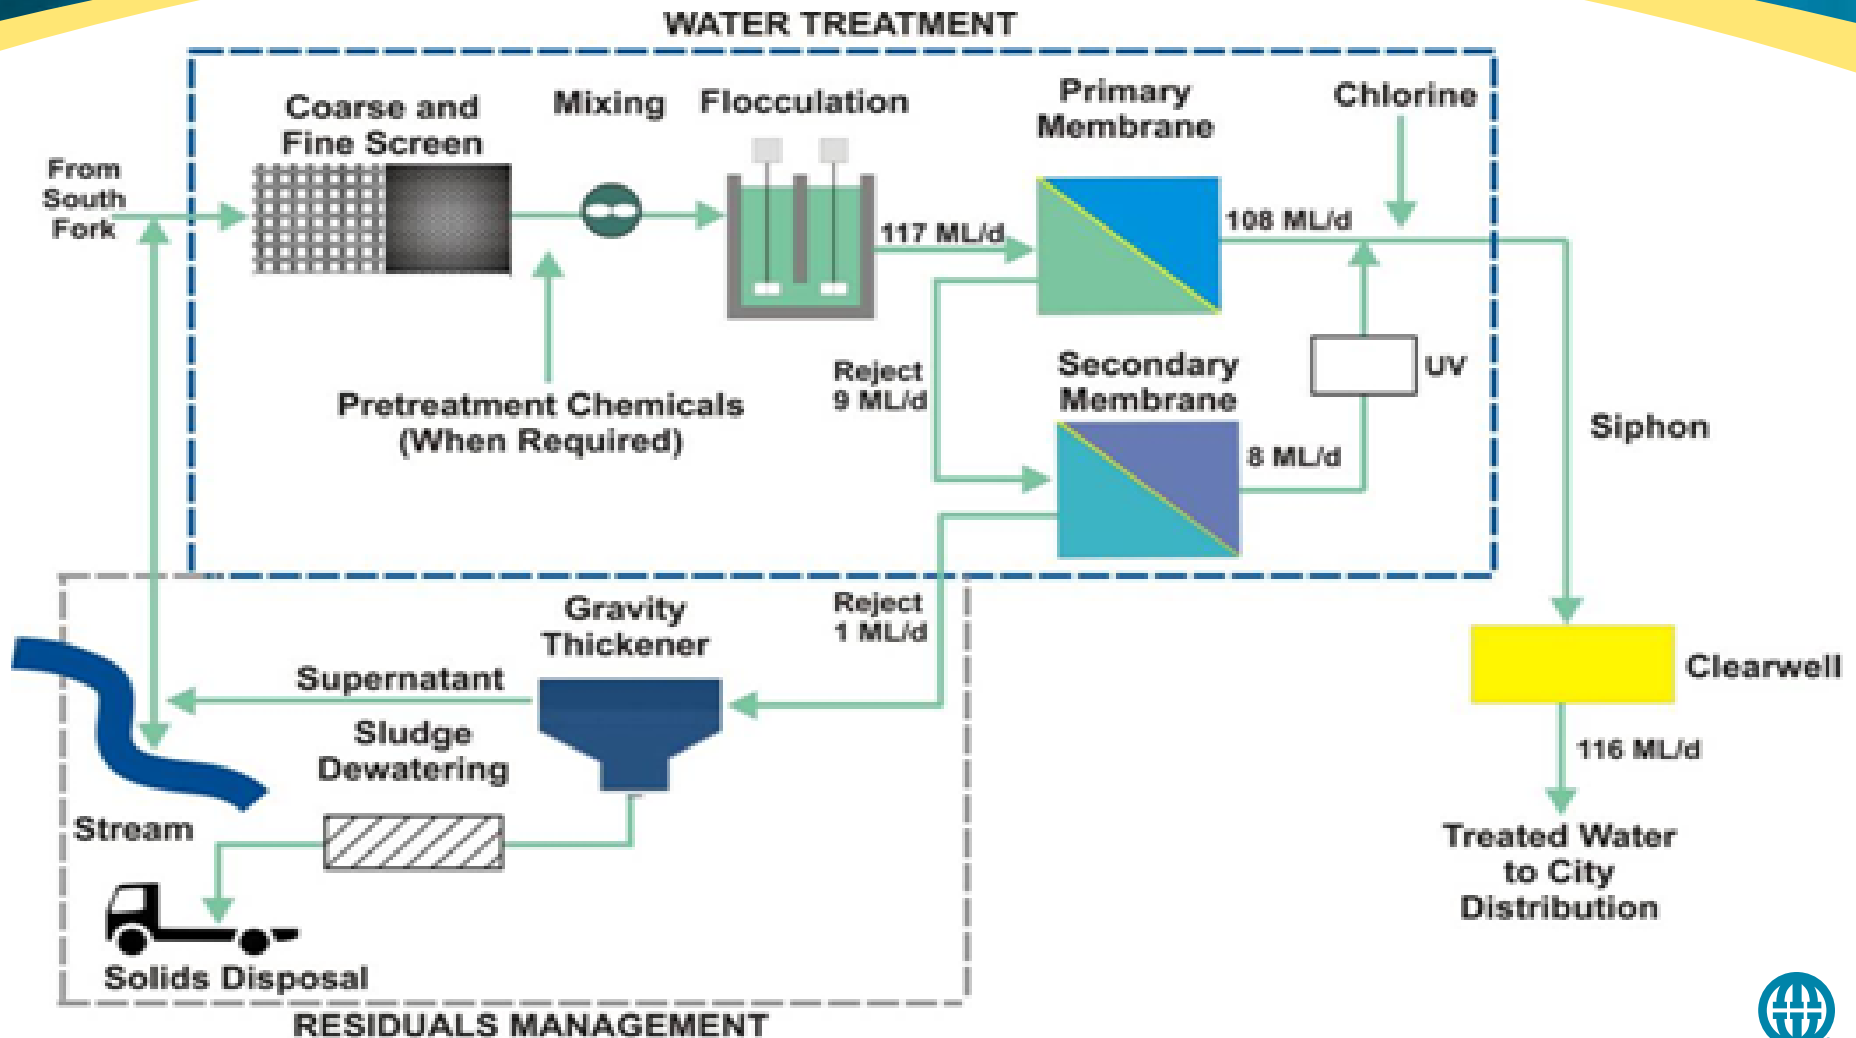 WATER TREATMENT
Coarse and
Fine Screen
Mixing
Flocculation
Primary
Membrane
Chlorine
From
South
Fork
117 ML/d
108 ML/d
Pretreatment Chemicals
(When Required)
Reject
9 ML/d
Secondary
Membrane
UV
8 ML/d
Siphon
Gravity
Thickener
Reject
1 ML/d
Supernatant
Sludge
Dewatering
Stream
Solids Disposal
Clearwell
116 ML/d
Treated Water
to City
Distribution
RESIDUALS MANAGEMENT